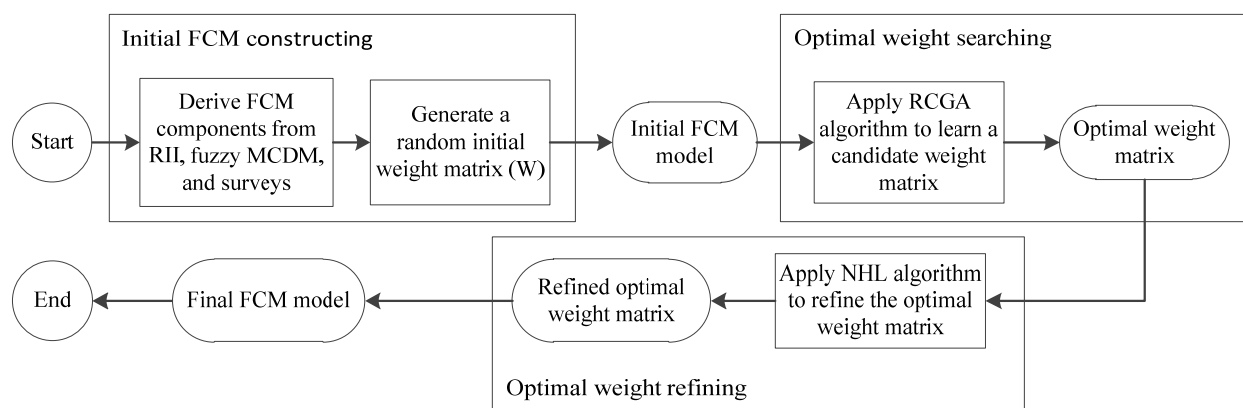 Initial FCM constructing
Start
Derive FCM
components from
RII, fuzzy MCDM,
and surveys
Generate a
random initial
weight matrix (W)
Initial FCM
model
Optimal weight searching
Apply RCGA
algorithm to learn a
candidate weight
matrix
Optimal weight
matrix
Apply NHL algorithm
to refine the optimal
weight matrix
Refined optimal
weight matrix
Optimal weight refining
Final FCM model
End